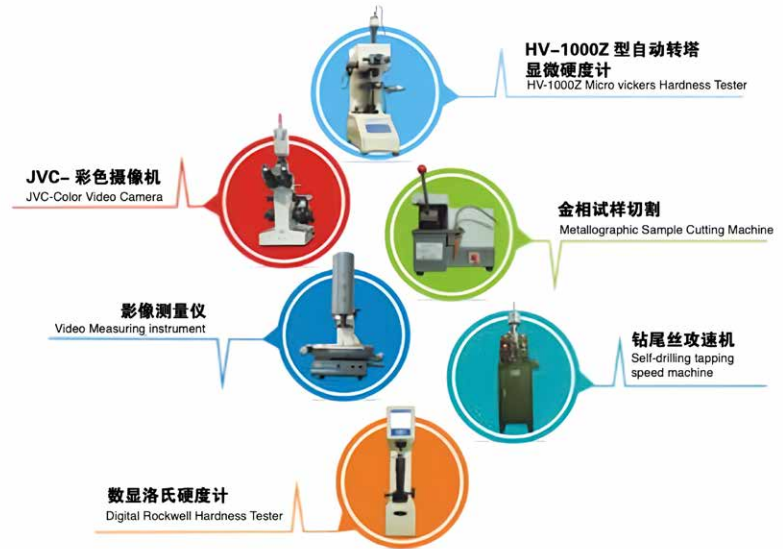 HV-1000Z 型自动转塔
显微硬度计
HV-1000Z Micro vickers Hardness Tester
JVC- 彩色摄像机
JVC-Color Video Camera
金相试样切割
Metallographic Sample Cutting Machine
影像测量仪
Video Measuring instrument
钻尾丝攻速机
Self-drilling tapping
speed machine
数显洛氏硬度计
Digital Rockwell Hardness Tester